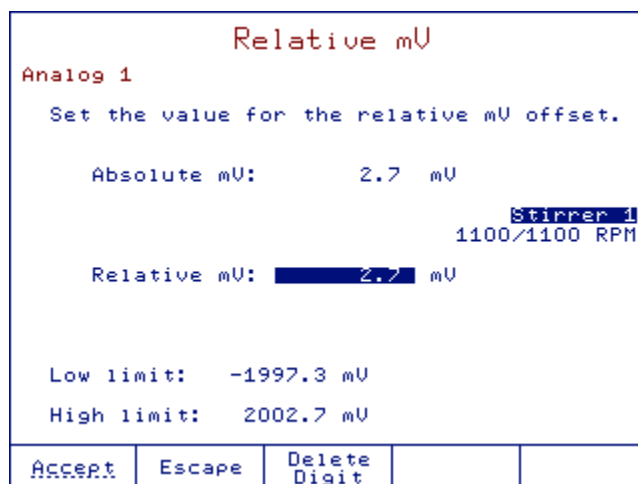 Relative mV
Analog 1
Set the value for the relative mV offset.
Absolute mV: 2.7 mV
Stirrer 1
1100/1100 RPM
Relative mV: 2.7 mV
Low limit: -1997.3 mV
High limit: 2002.7 mV
Accept Escape Delete Digit